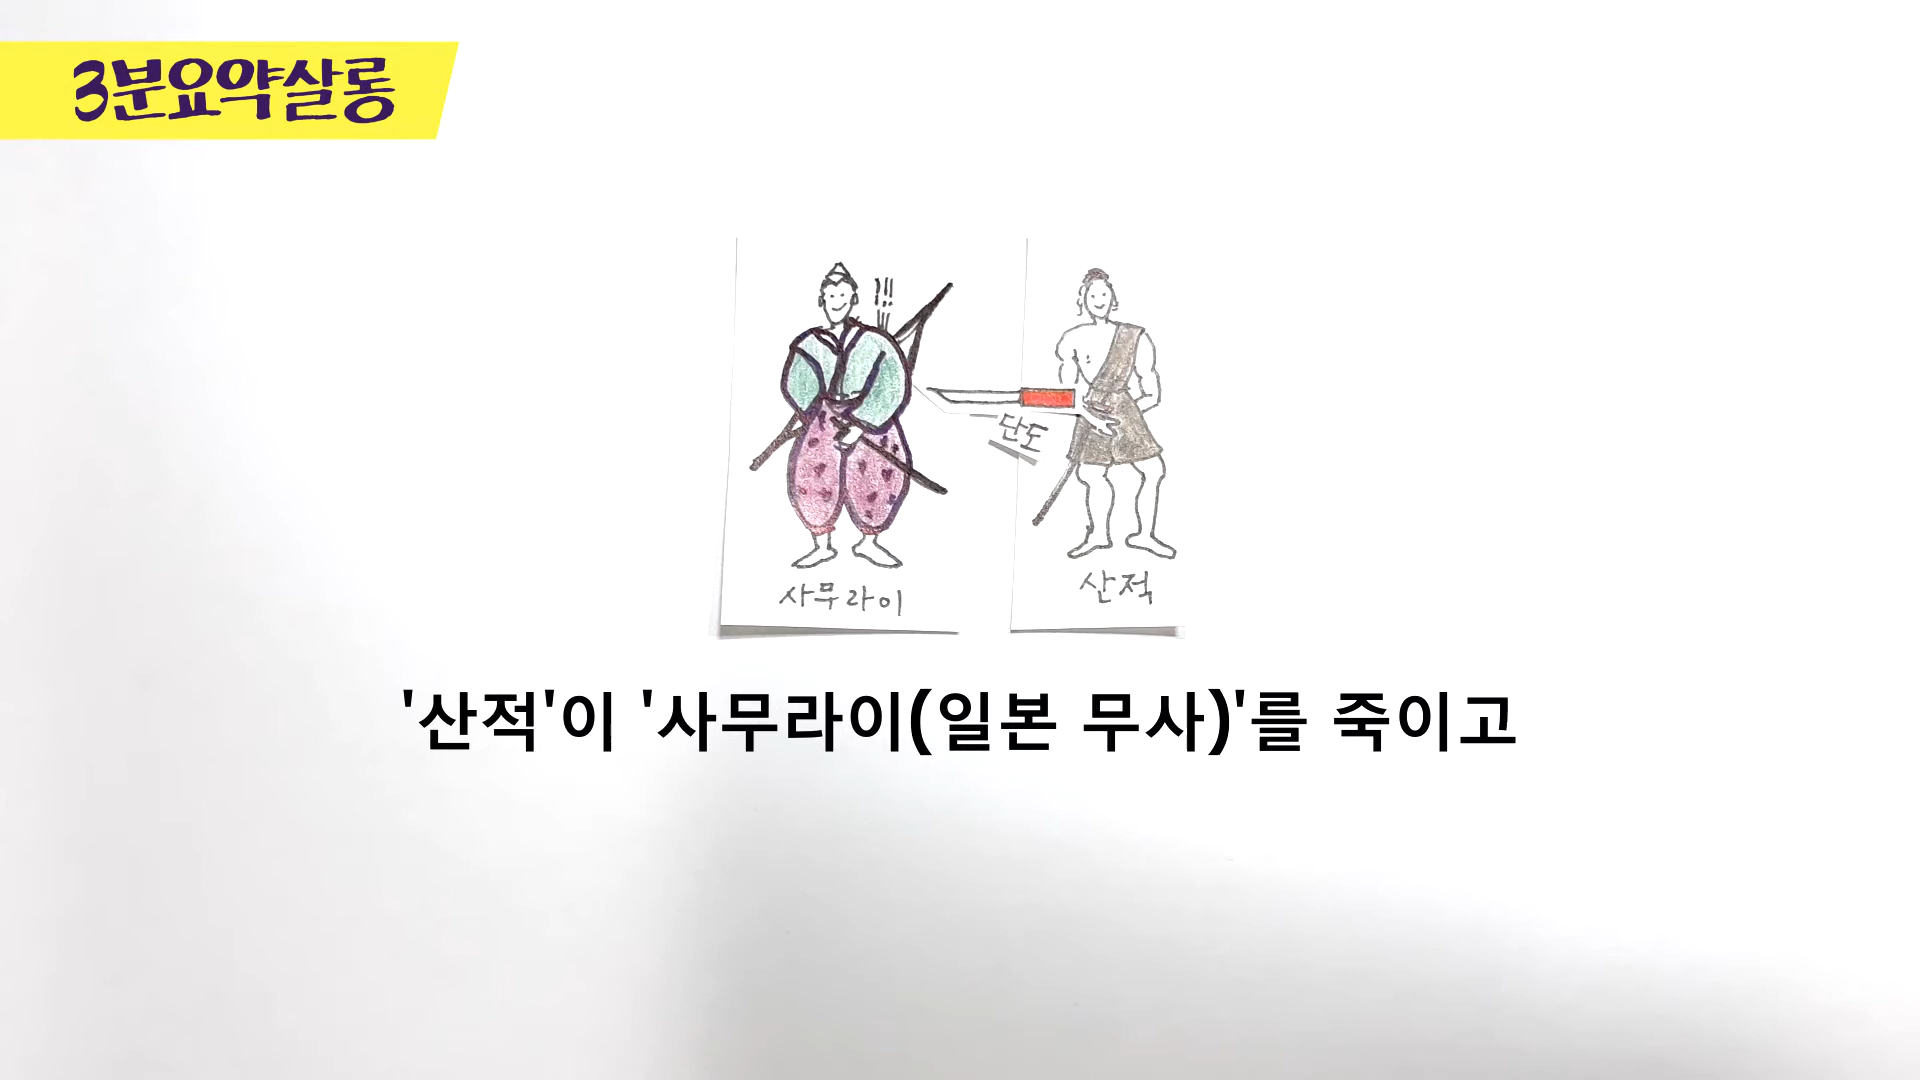 3분요약살롱
단도
사무라이
산적
'산적'이 '사무라이(일본 무사)'를 죽이고